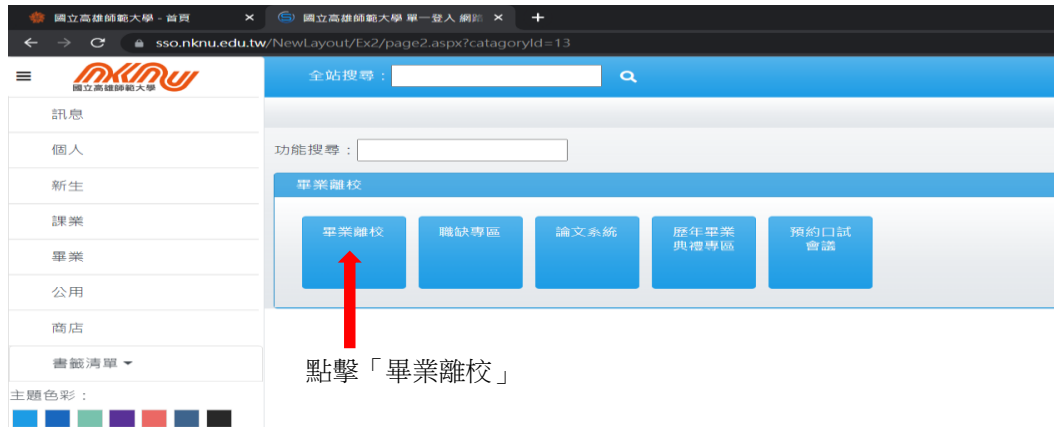 國立高雄師範大學 - 首頁
國立高雄師範大學 單一登入 網路
sso.nknu.edu.tw/NewLayout/Ex2/page2.aspx?catagoryId=13
國立高雄師範大學
全站搜尋：
訊息
個人
新生
課業
畢業
公用
商店
書籤清單
主題色彩：
功能搜尋：
畢業離校
畢業離校
職缺專區
論文系統
歷年畢業
典禮專區
預約口試
會議
點擊「畢業離校」